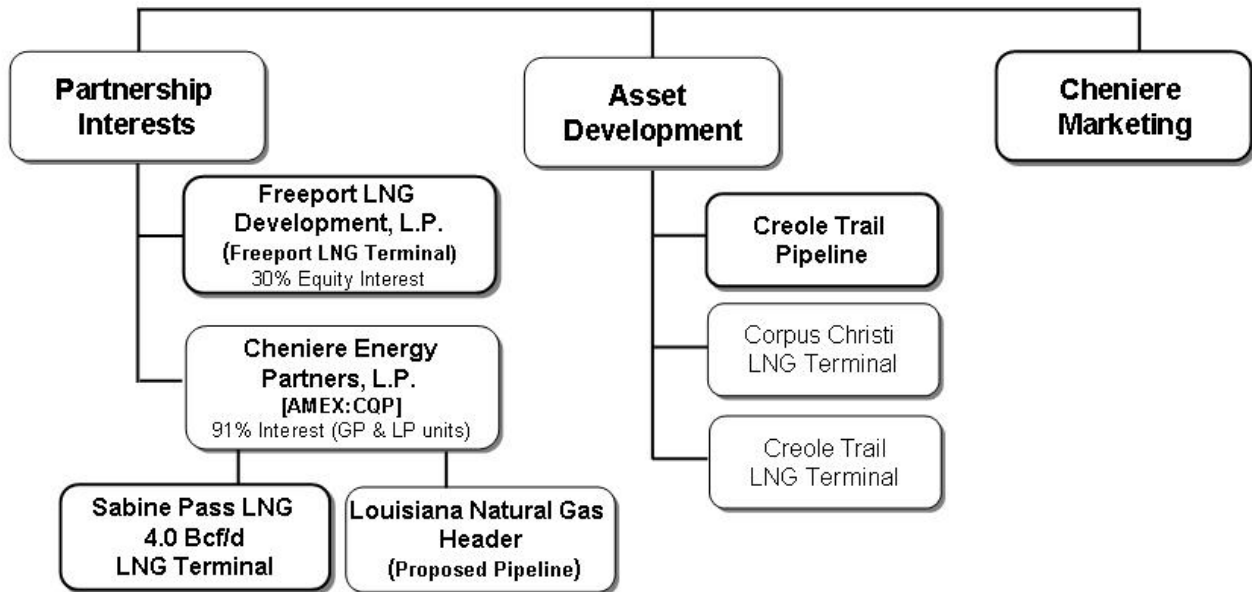 Partnership
Interests
Asset
Development
Cheniere
Marketing
Freeport LNG
Development, L.P.
(Freeport LNG Terminal)
30% Equity Interest
Creole Trail
Pipeline
Cheniere Energy
Partners, L.P.
[AMEX:CQP]
91% Interest (GP & LP units)
Corpus Christi
LNG Terminal
Creole Trail
LNG Terminal
Sabine Pass LNG
4.0 Bcf/d
LNG Terminal
Louisiana Natural Gas
Header
(Proposed Pipeline)